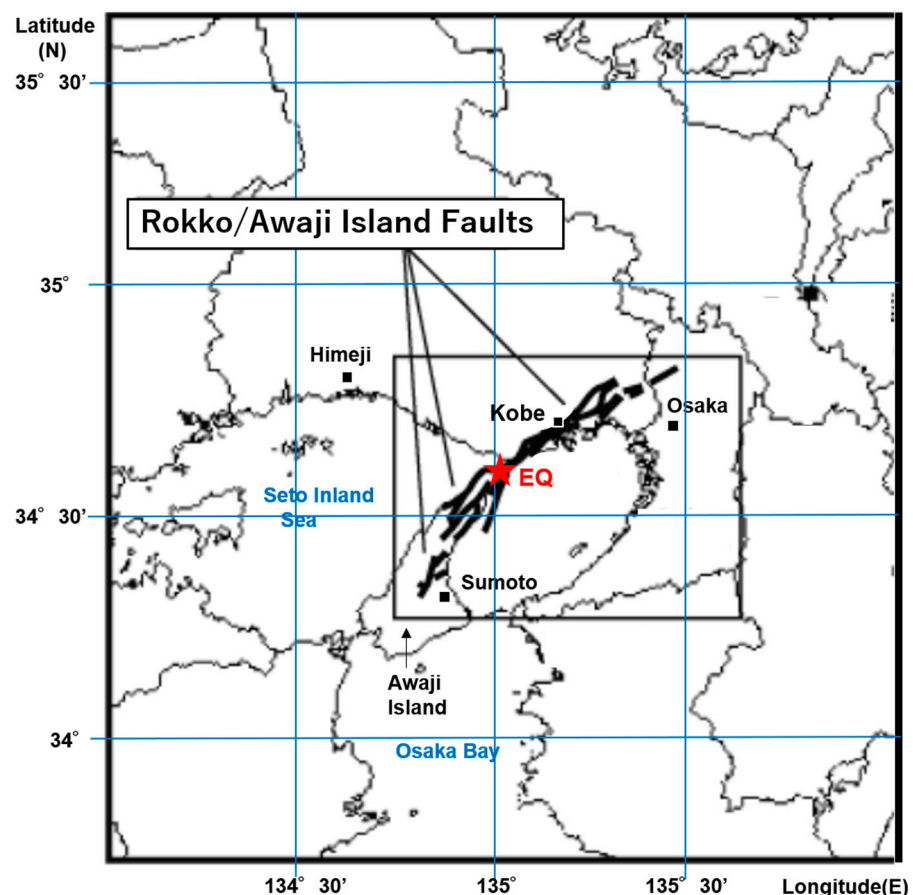 Latitude
(N)
35° 30’
Rokko/Awaji Island Faults
35°
Himeji
Kobe
Osaka
EQ
Seto Inland
Sea
34° 30’
Sumoto
Awaji
Island
34°
Osaka Bay
134° 30’
135°
135° 30’
Longitude(E)